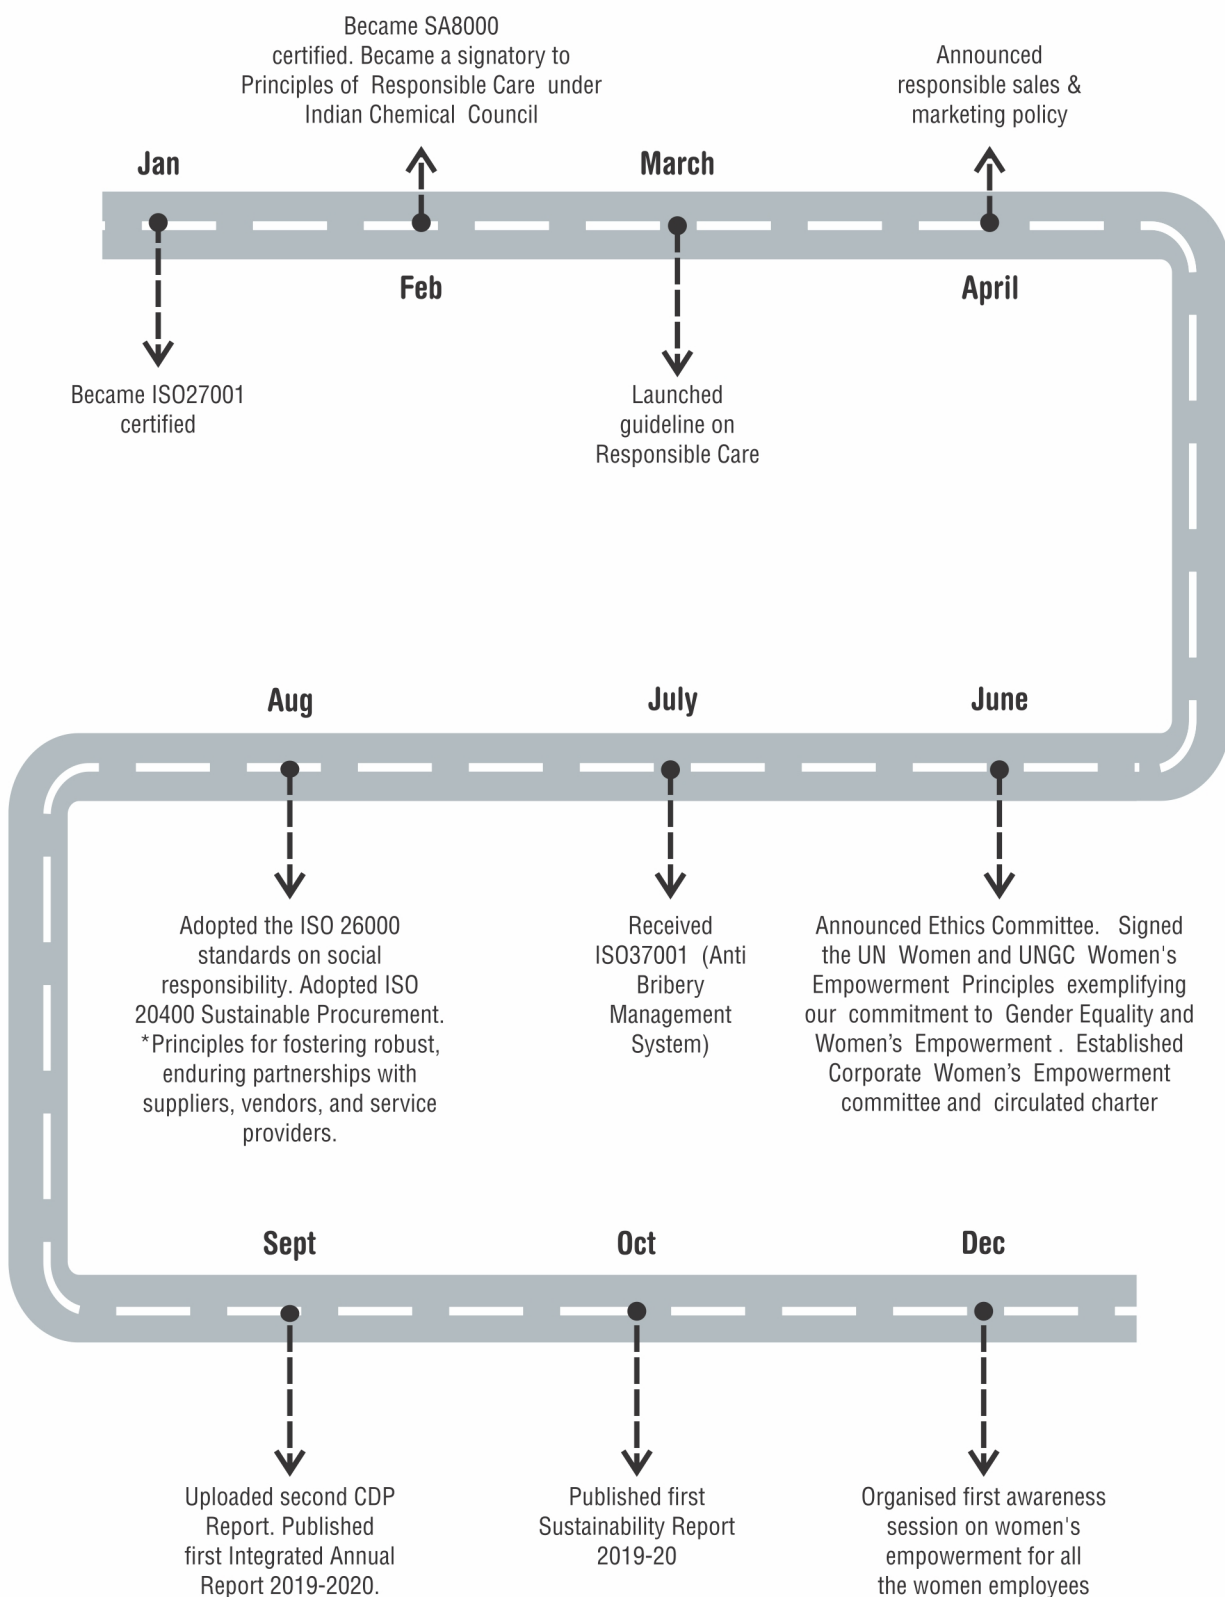 Became SA8000
certified. Became a signatory to
Principles of Responsible Care under
Indian Chemical Council
Announced
responsible sales &
marketing policy
Jan
March
Feb
April
Became ISO27001
certified
Launched
guideline on
Responsible Care
Aug
July
June
Adopted the ISO 26000
standards on social
responsibility. Adopted ISO
20400 Sustainable Procurement.
*Principles for fostering robust,
enduring partnerships with
suppliers, vendors, and service
providers.
Received
ISO37001 (Anti
Bribery
Management
System)
Announced Ethics Committee. Signed
the UN Women and UNGC Women's
Empowerment Principles exemplifying
our commitment to Gender Equality and
Women’s Empowerment . Established
Corporate Women’s Empowerment
committee and circulated charter
Sept
Oct
Dec
Uploaded second CDP
Report. Published
first Integrated Annual
Report 2019-2020.
Published first
Sustainability Report
2019-20
Organised first awareness
session on women's
empowerment for all
the women employees